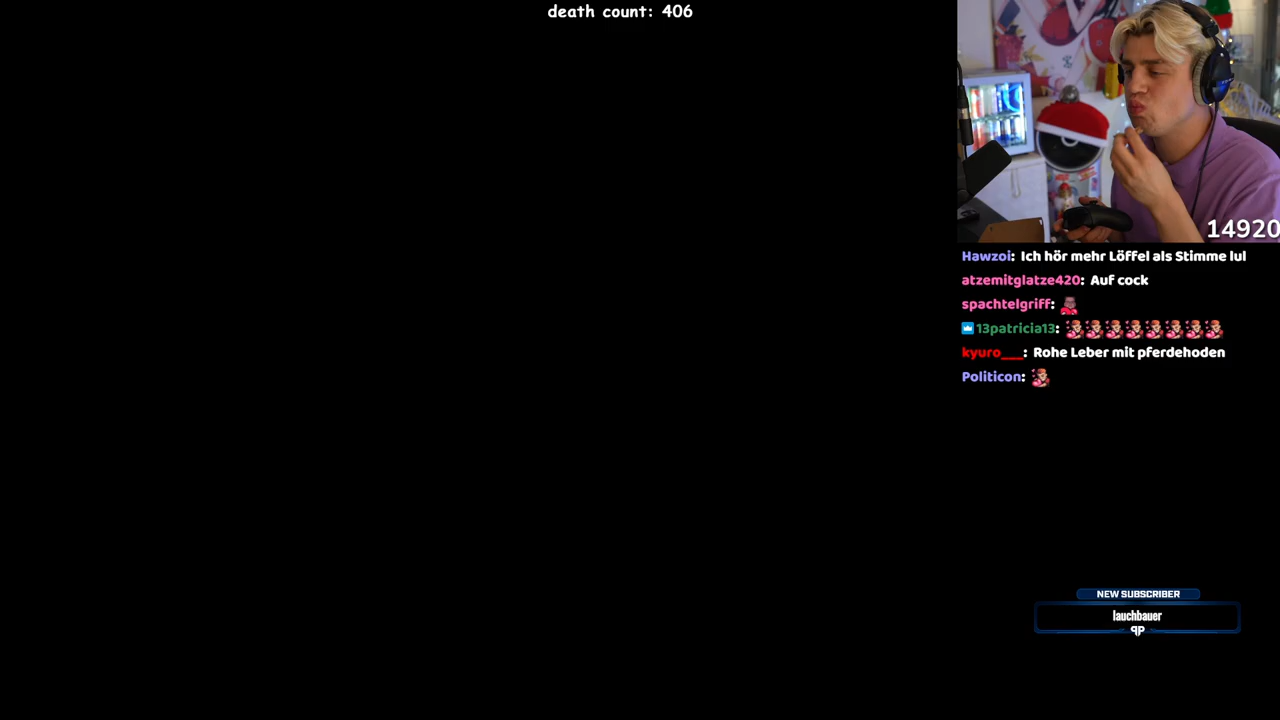 death count: 406
14920
Hawzoi: Ich hör mehr Löffel als Stimme lul
atzemitglatze420: Auf cock
spachtelgriff:
13patricia13:
kyuro___: Rohe Leber mit pferdehoden
Politicon:
NEW SUBSCRIBER
lauchbauer